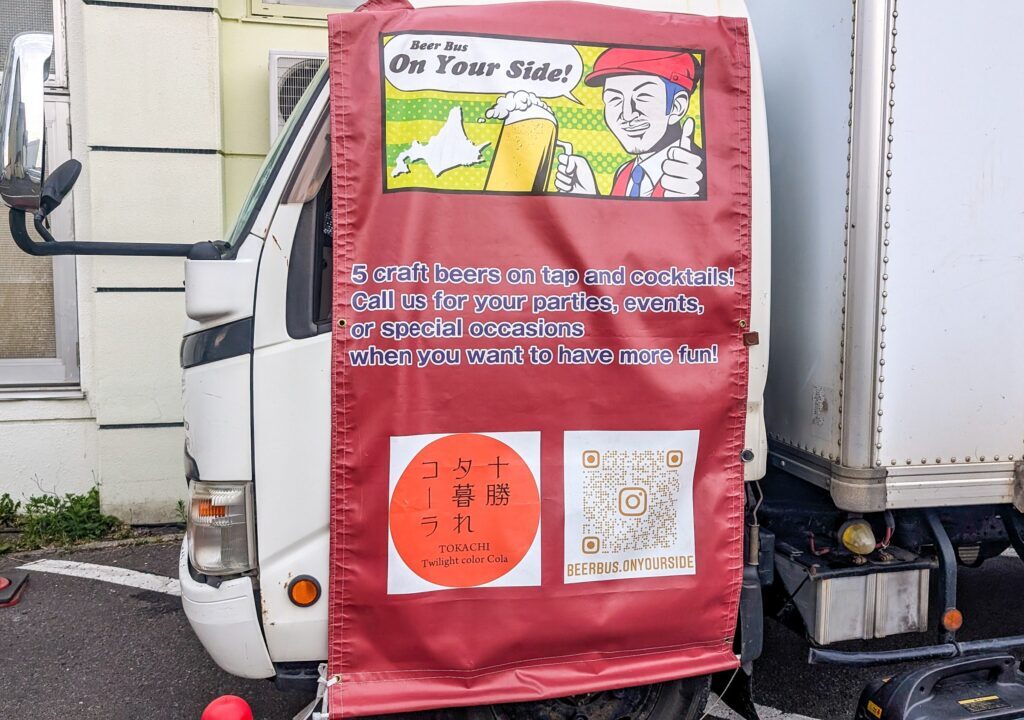 Beer Bus
On Your Side!
5 craft beers on tap and cocktails!
Call us for your parties, events,
or special occasions
when you want to have more fun!
十勝
夕暮れ
コーラ
TOKACHI
Twilight color Cola
BEERBUS.ONYOURSIDE